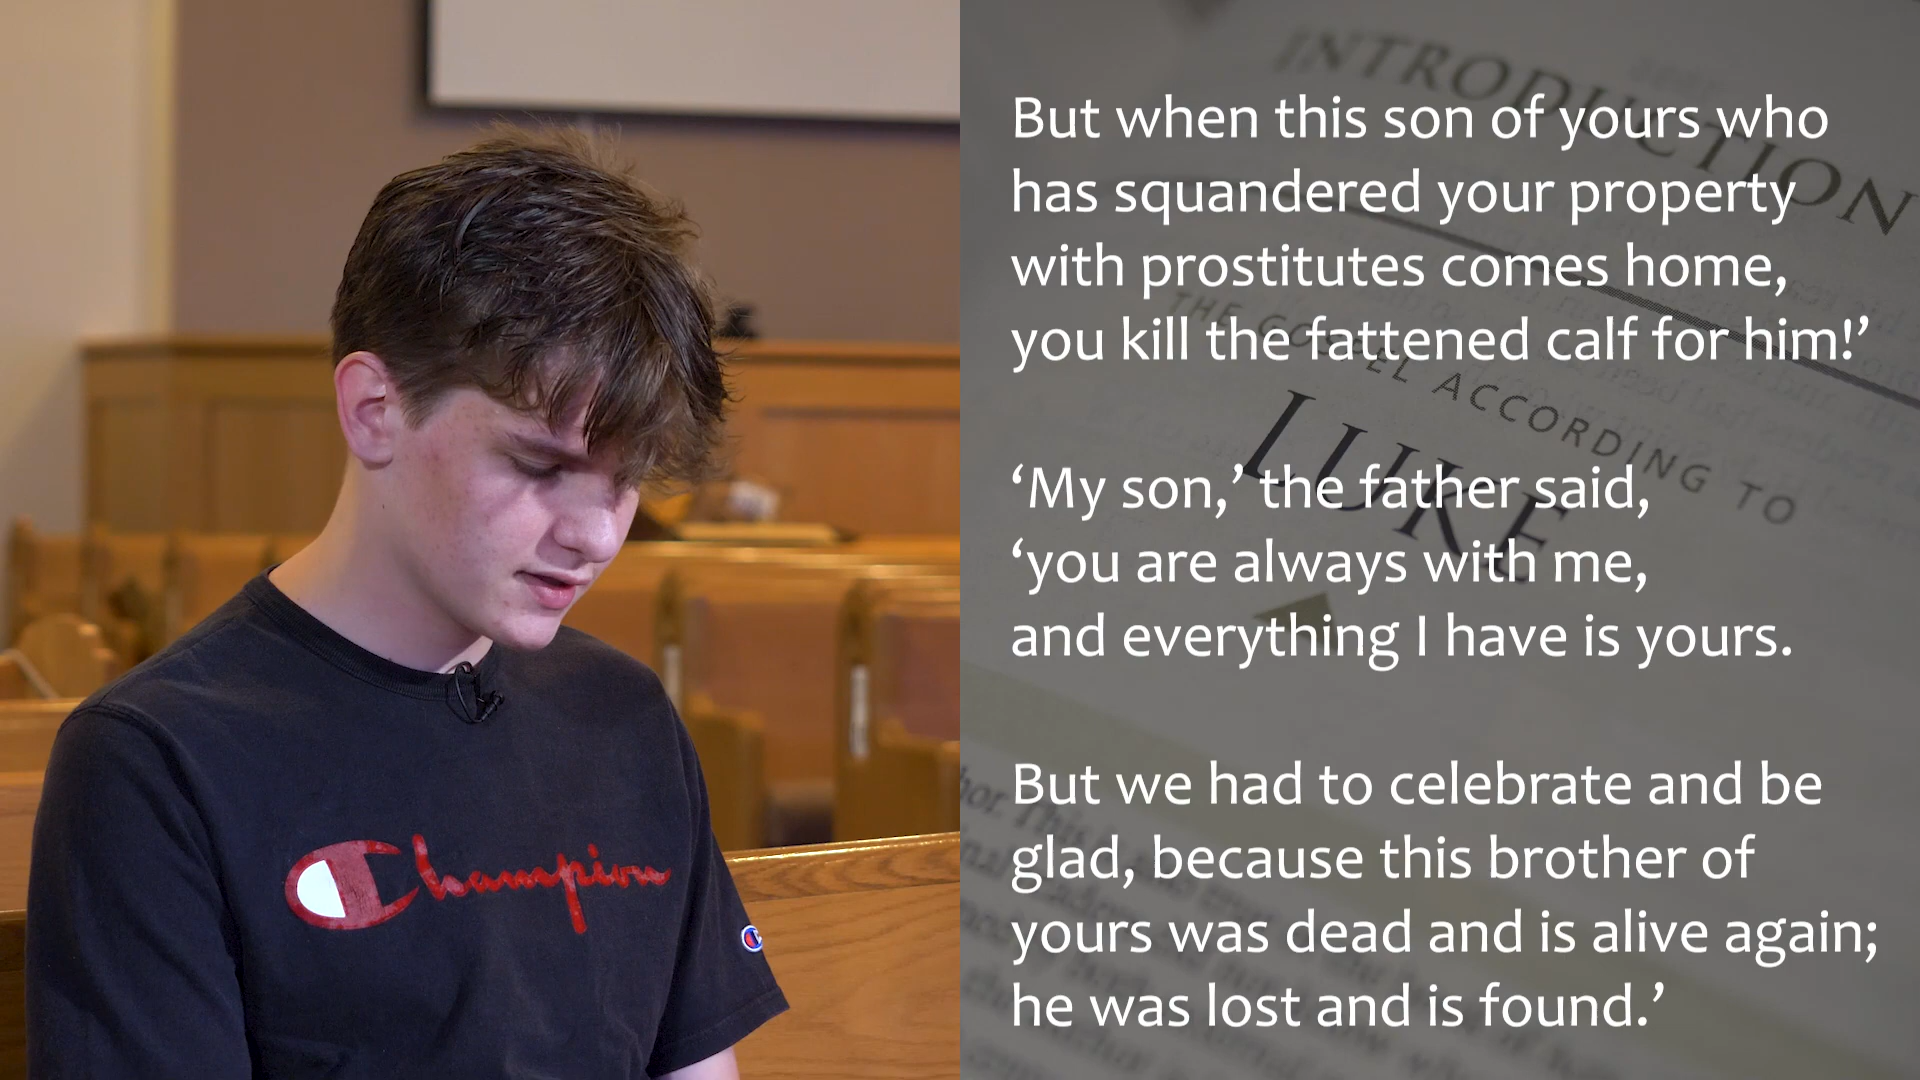 Champion
INTRODUCTION
THE GOSPEL ACCORDING TO
LUKE
But when this son of yours who
has squandered your property
with prostitutes comes home,
you kill the fattened calf for him!’
‘My son,’ the father said,
‘you are always with me,
and everything I have is yours.
But we had to celebrate and be
glad, because this brother of
yours was dead and is alive again;
he was lost and is found.’